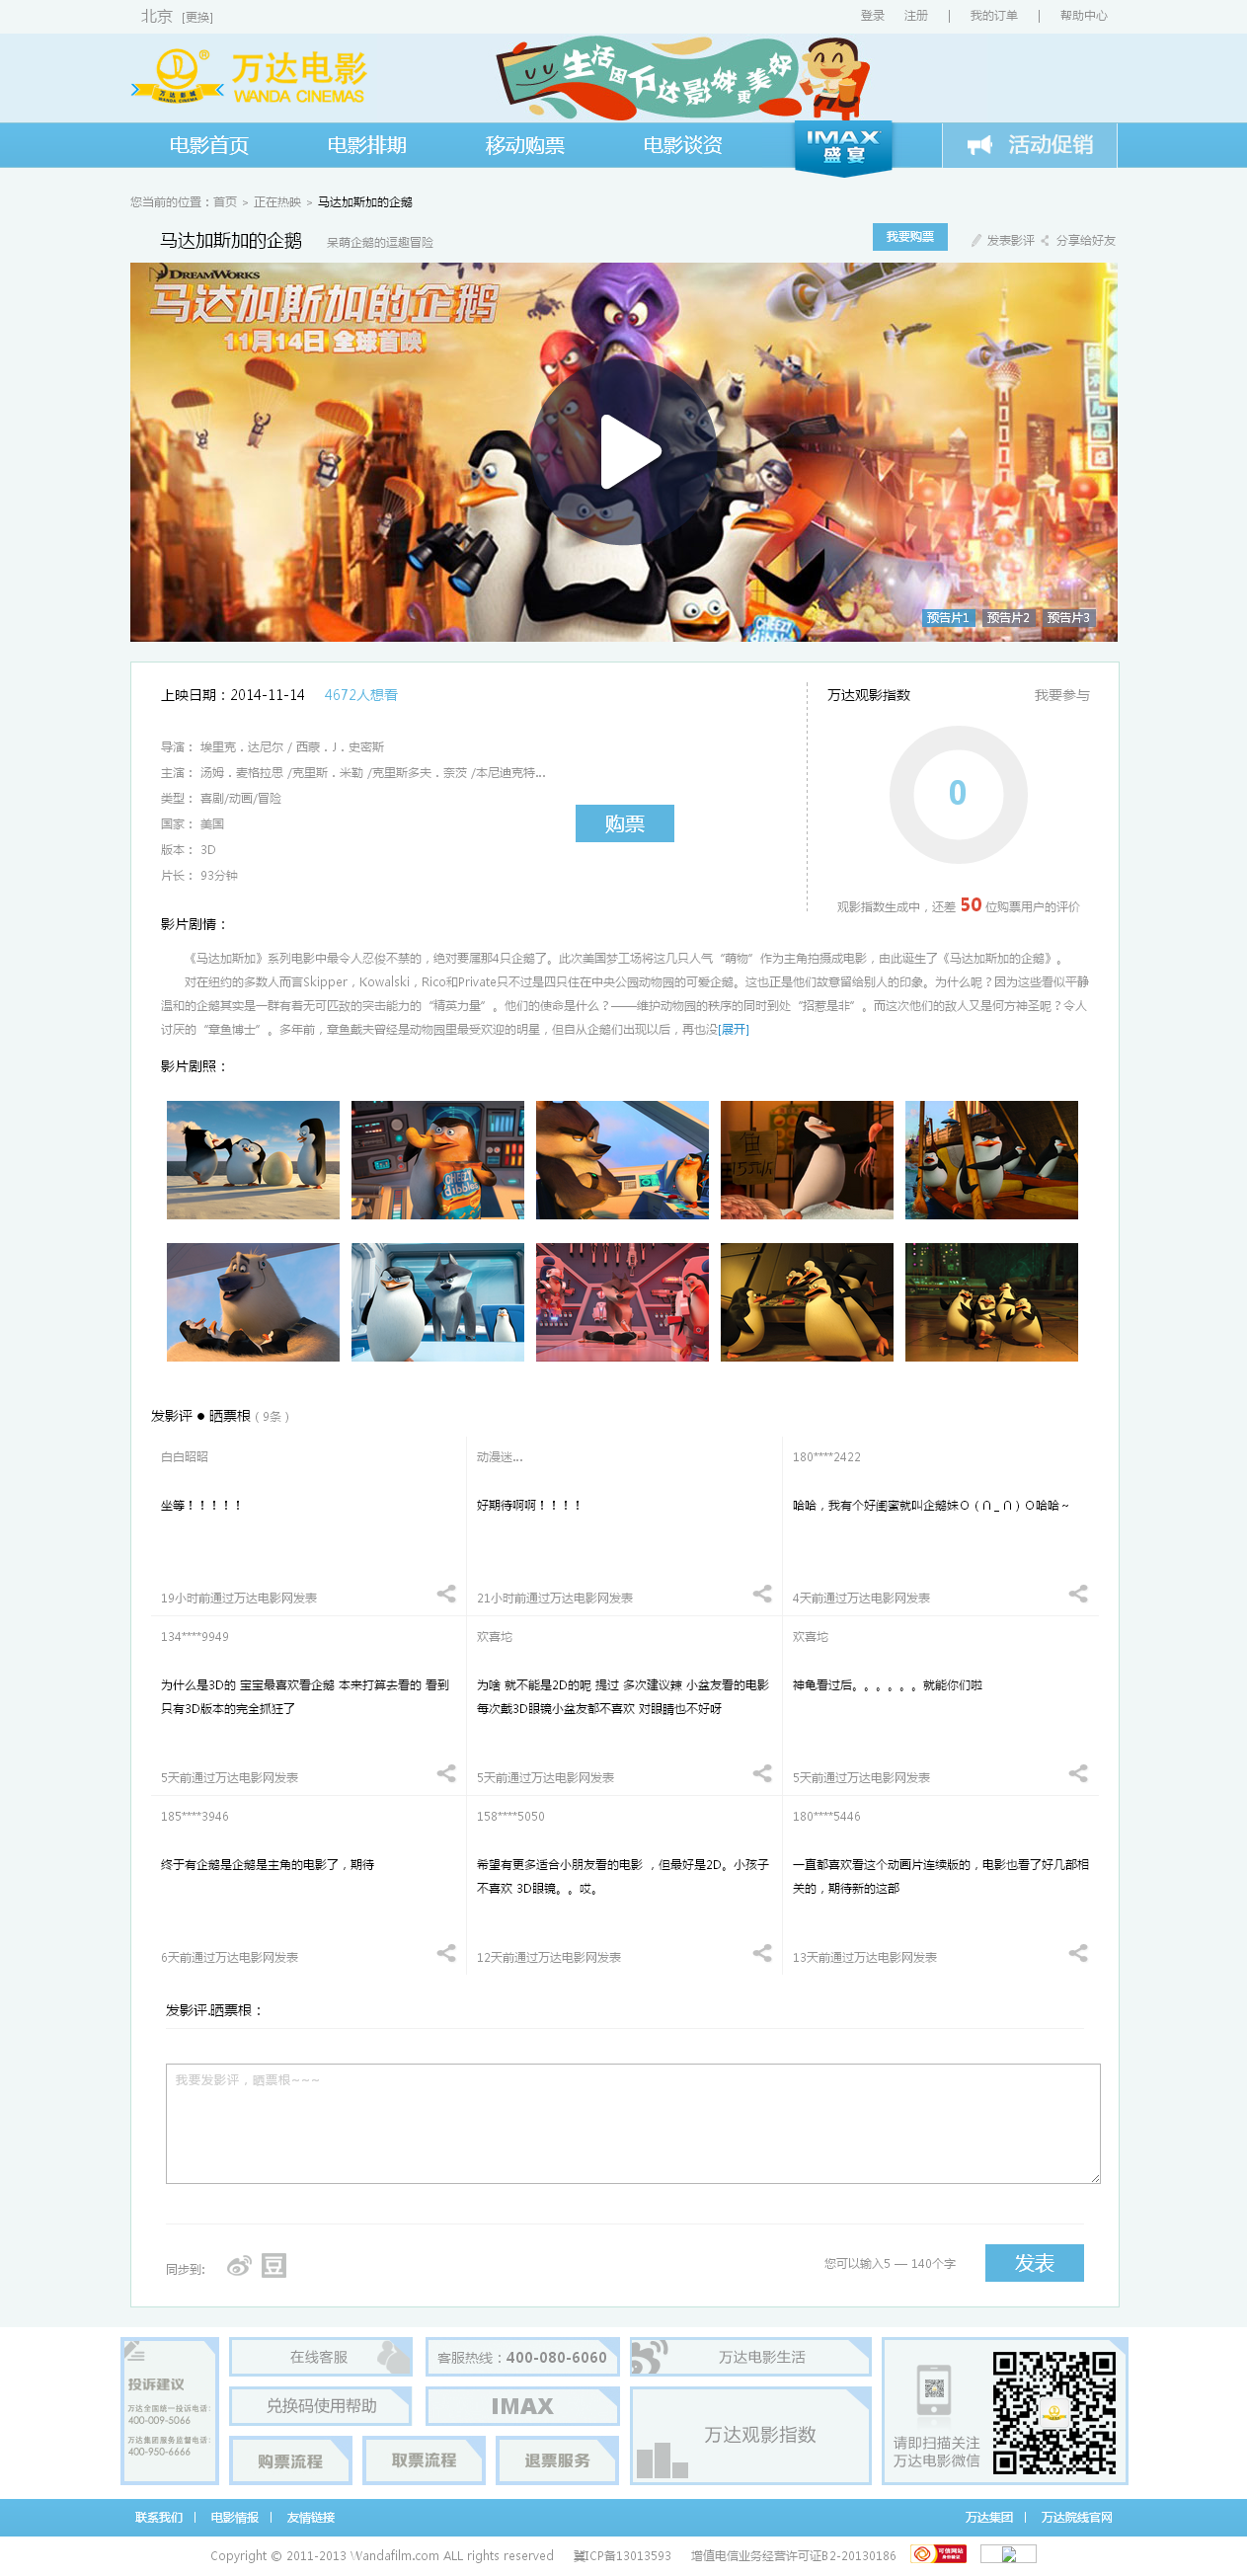 北京 [更换]
登录 注册 | 我的订单 | 帮助中心
万达影城
万达电影
WANDA CINEMAS
生活因万达影城更美好
电影首页 电影排期 移动购票 电影谈资 IMAX 盛宴 活动促销
您当前的位置：首页 > 正在热映 > 马达加斯加的企鹅
马达加斯加的企鹅 呆萌企鹅的逗趣冒险
我要购票 发表影评 分享给好友
DREAMWORKS
马达加斯加的企鹅
11月14日 全球首映
CHEEZY dibbles
预告片1 预告片2 预告片3
上映日期：2014-11-14 4672人想看
万达观影指数 我要参与
导演： 埃里克．达尼尔 / 西蒙．J．史密斯
主演： 汤姆．麦格拉思 /克里斯．米勒 /克里斯多夫．奈茨 /本尼迪克特...
类型： 喜剧/动画/冒险
国家： 美国
版本： 3D
片长： 93分钟
购票
0
观影指数生成中，还差 50 位购票用户的评价
影片剧情：
《马达加斯加》系列电影中最令人忍俊不禁的，绝对要属那4只企鹅了。此次美国梦工场将这几只人气“萌物”作为主角拍摄成电影，由此诞生了《马达加斯加的企鹅》。
对在纽约的多数人而言Skipper，Kowalski，Rico和Private只不过是四只住在中央公园动物园的可爱企鹅。这也正是他们故意留给别人的印象。为什么呢？因为这些看似平静
温和的企鹅其实是一群有着无可匹敌的突击能力的“精英力量”。他们的使命是什么？——维护动物园的秩序的同时到处“招惹是非”。而这次他们的敌人又是何方神圣呢？令人
讨厌的“章鱼博士”。多年前，章鱼戴夫曾经是动物园里最受欢迎的明星，但自从企鹅们出现以后，再也没[展开]
影片剧照：
CHEEZY dibbles
发影评 ● 晒票根（9条）
白白昭昭
坐等！！！！！
19小时前通过万达电影网发表
动漫迷...
好期待啊啊！！！！
21小时前通过万达电影网发表
180****2422
哈哈，我有个好闺蜜就叫企鹅妹O（∩＿∩）O哈哈～
4天前通过万达电影网发表
134****9949
为什么是3D的 宝宝最喜欢看企鹅 本来打算去看的 看到
只有3D版本的完全抓狂了
5天前通过万达电影网发表
欢喜坨
为啥 就不能是2D的呢 提过 多次建议辣 小盆友看的电影
每次戴3D眼镜小盆友都不喜欢 对眼睛也不好呀
5天前通过万达电影网发表
欢喜坨
神龟看过后。。。。。。就能你们啦
5天前通过万达电影网发表
185****3946
终于有企鹅是企鹅是主角的电影了，期待
6天前通过万达电影网发表
158****5050
希望有更多适合小朋友看的电影 ，但最好是2D。小孩子
不喜欢 3D眼镜。。哎。
12天前通过万达电影网发表
180****5446
一直都喜欢看这个动画片连续版的，电影也看了好几部相
关的，期待新的这部
13天前通过万达电影网发表
发影评.晒票根：
我要发影评，晒票根~~~
同步到: 豆
您可以输入5 — 140个字 发表
投诉建议
万达全国统一投诉电话：
400-009-5066
万达集团服务监督电话：
400-950-6666
在线客服
客服热线：400-080-6060
万达电影生活
兑换码使用帮助
IMAX
万达观影指数
购票流程 取票流程 退票服务
请即扫描关注
万达电影微信
联系我们 | 电影情报 | 友情链接
万达集团 | 万达院线官网
Copyright © 2011-2013 Wandafilm.com ALL rights reserved 冀ICP备13013593 增值电信业务经营许可证B2-20130186 可信网站